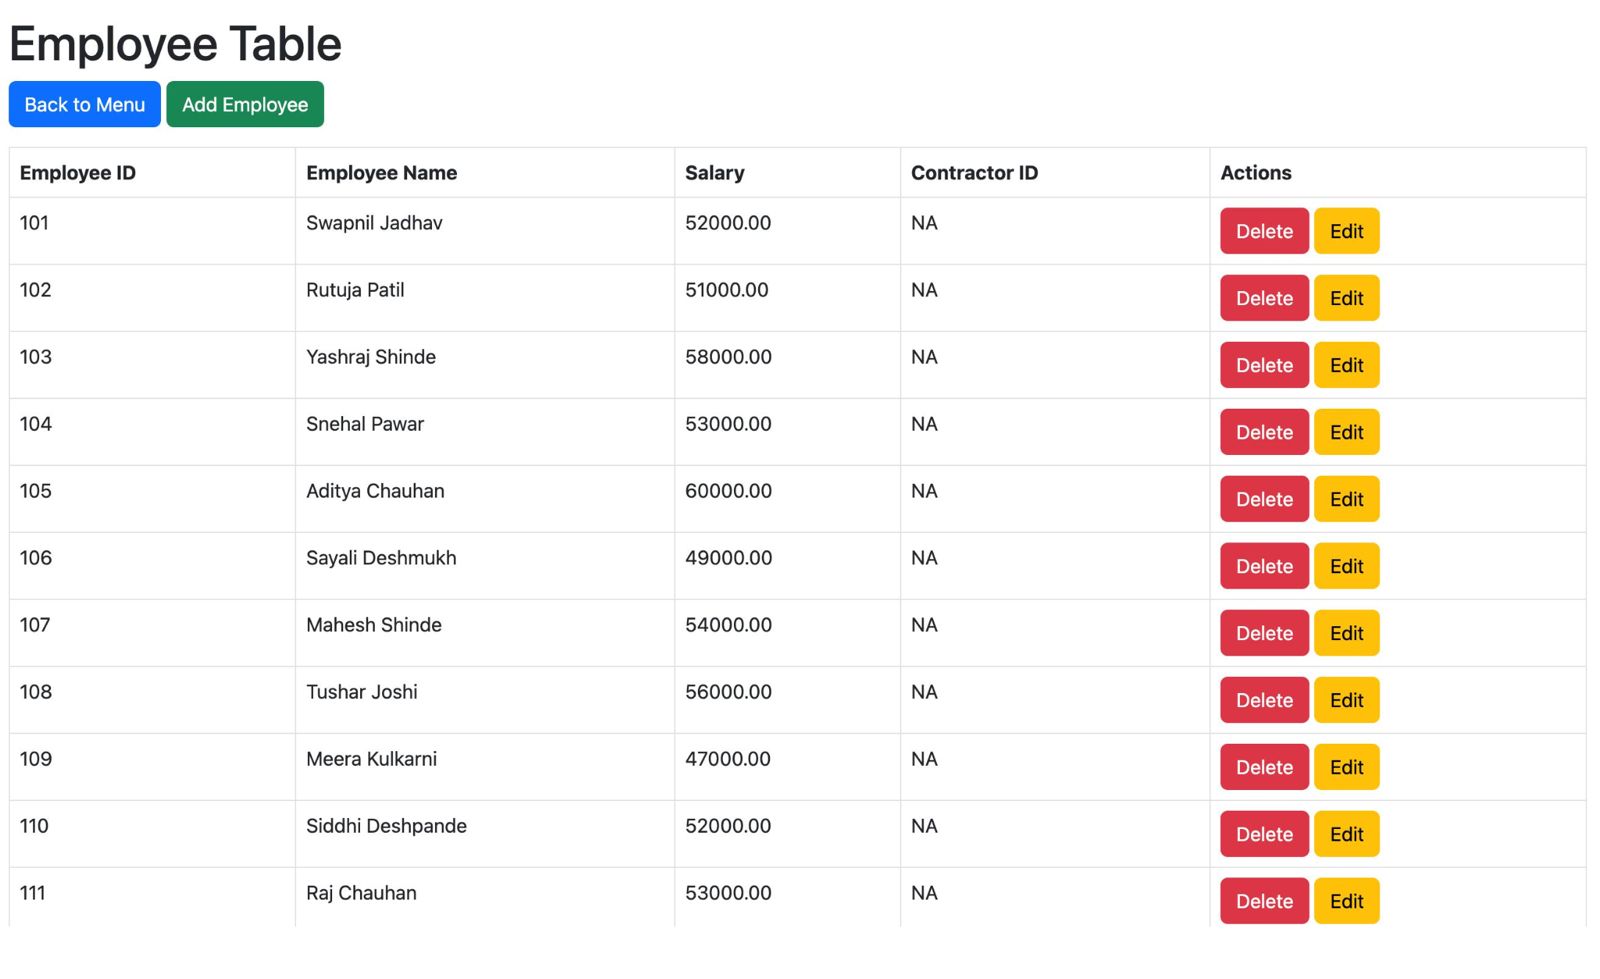 Employee Table
Back to Menu Add Employee
Employee ID Employee Name Salary Contractor ID Actions
101 Swapnil Jadhav 52000.00 NA Delete Edit
102 Rutuja Patil 51000.00 NA Delete Edit
103 Yashraj Shinde 58000.00 NA Delete Edit
104 Snehal Pawar 53000.00 NA Delete Edit
105 Aditya Chauhan 60000.00 NA Delete Edit
106 Sayali Deshmukh 49000.00 NA Delete Edit
107 Mahesh Shinde 54000.00 NA Delete Edit
108 Tushar Joshi 56000.00 NA Delete Edit
109 Meera Kulkarni 47000.00 NA Delete Edit
110 Siddhi Deshpande 52000.00 NA Delete Edit
111 Raj Chauhan 53000.00 NA Delete Edit